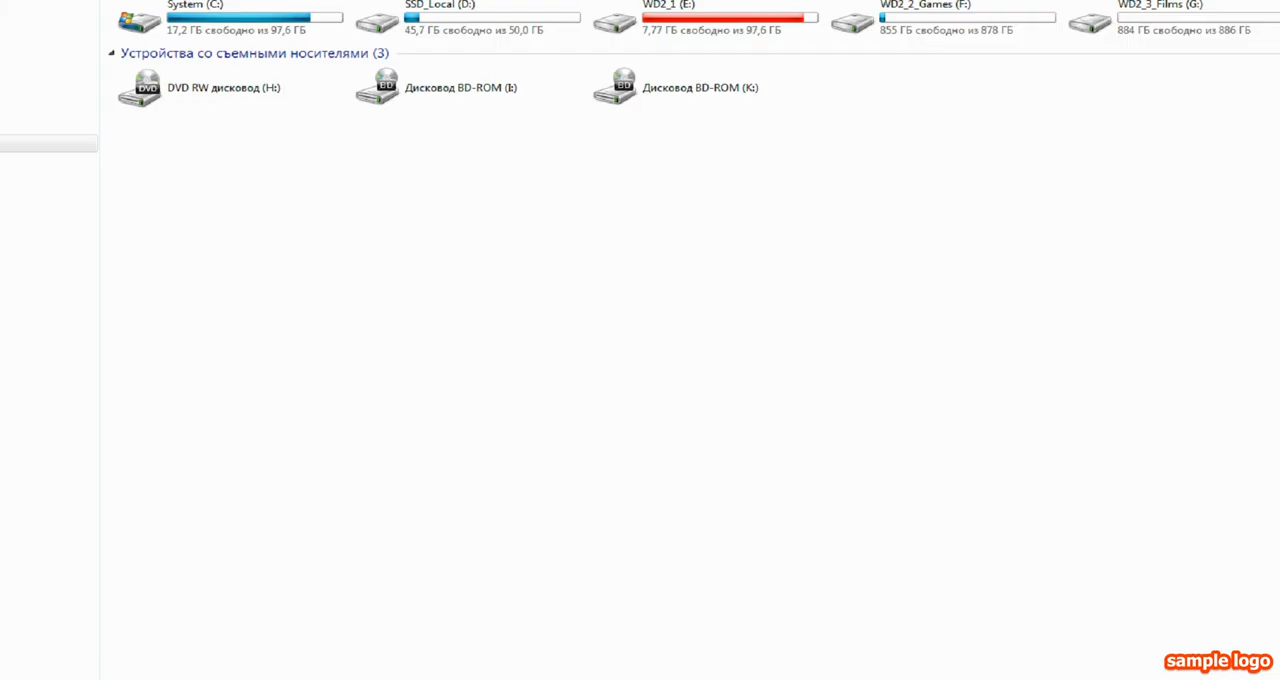 System (C:) SSD_Local (D:) WD2_1 (E:) WD2_2_Games (F:) WD2_3_Films (G:)
17,2 ГБ свободно из 97,6 ГБ 45,7 ГБ свободно из 50,0 ГБ 7,77 ГБ свободно из 97,6 ГБ 855 ГБ свободно из 878 ГБ 884 ГБ свободно из 886 ГБ
Устройства со съемными носителями (3)
DVD RW дисковод (H:) Дисковод BD-ROM (I:) Дисковод BD-ROM (K:)
sample logo